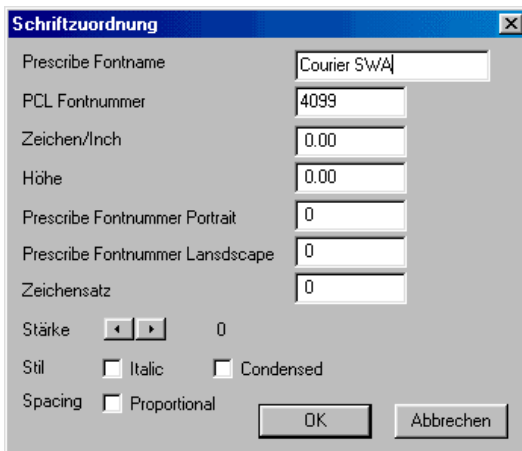 Schriftzuordnung
Prescribe Fontname Courier SWA
PCL Fontnummer 4099
Zeichen/Inch 0.00
Höhe 0.00
Prescribe Fontnummer Portrait 0
Prescribe Fontnummer Lansdscape 0
Zeichensatz 0
Stärke 0
Stil Italic Condensed
Spacing Proportional
OK Abbrechen